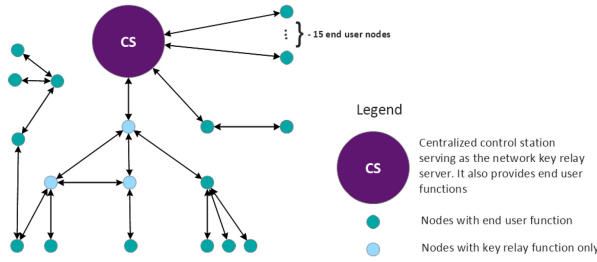 CS
- 15 end user nodes
Legend
CS
Centralized control station
serving as the network key relay
server. It also provides end user
functions
Nodes with end user function
Nodes with key relay function only